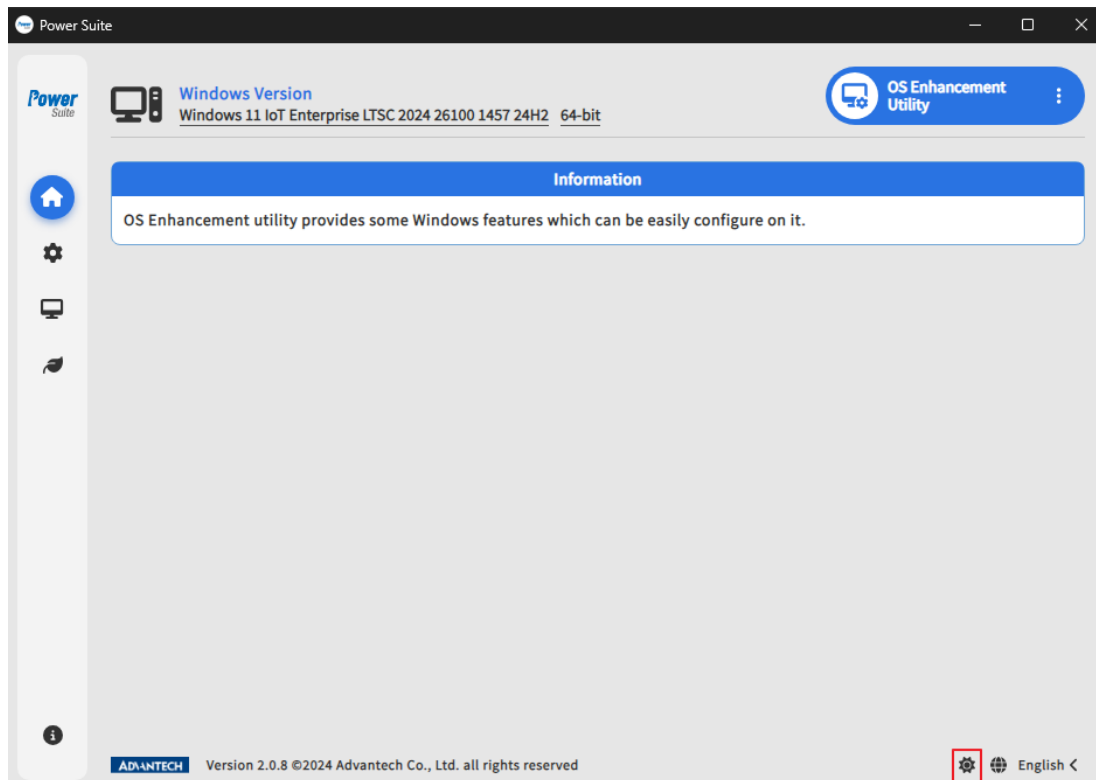 Power Suite
Power
Suite
Windows Version
Windows 11 IoT Enterprise LTSC 2024 26100 1457 24H2 64-bit
OS Enhancement
Utility
Information
OS Enhancement utility provides some Windows features which can be easily configure on it.
ADVANTECH Version 2.0.8 ©2024 Advantech Co., Ltd. all rights reserved
English